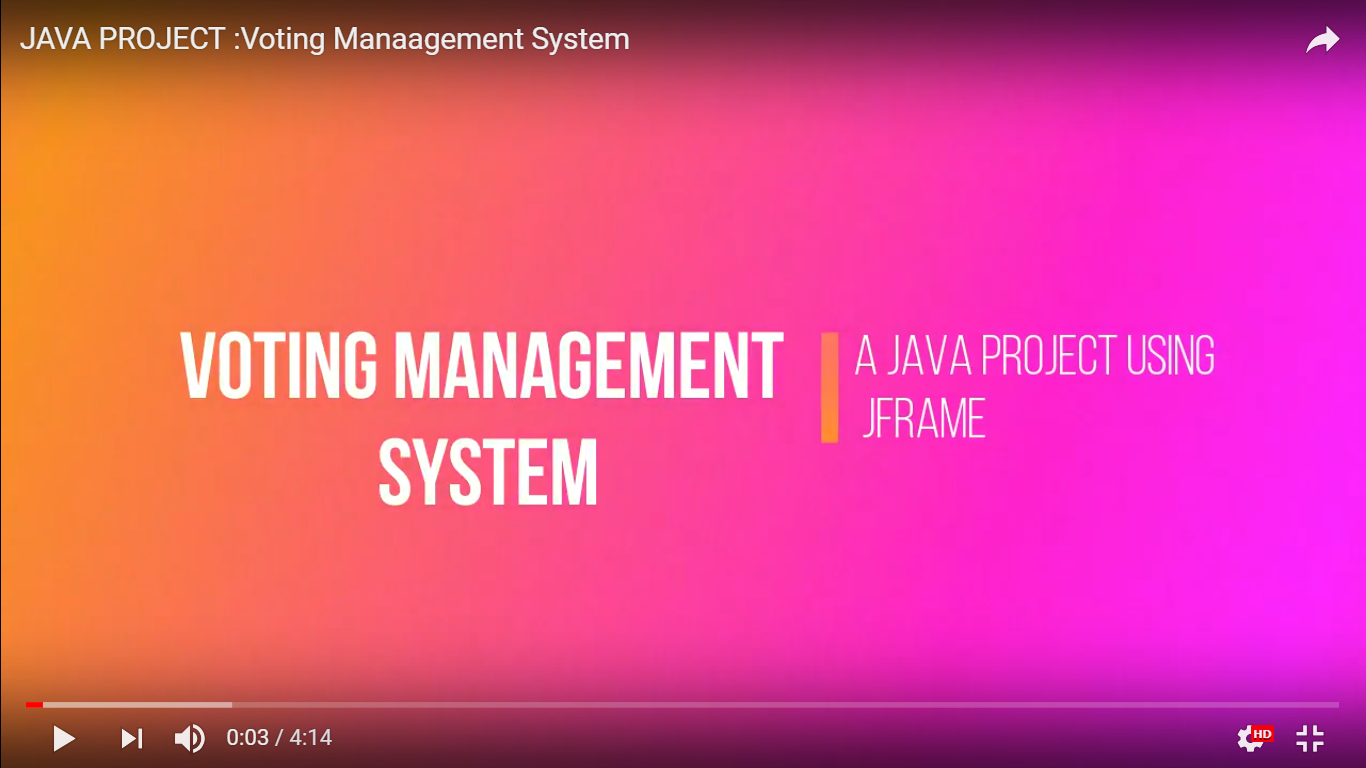 JAVA PROJECT :Voting Manaagement System
VOTING MANAGEMENT
SYSTEM
A JAVA PROJECT USING
JFRAME
0:03 / 4:14
HD